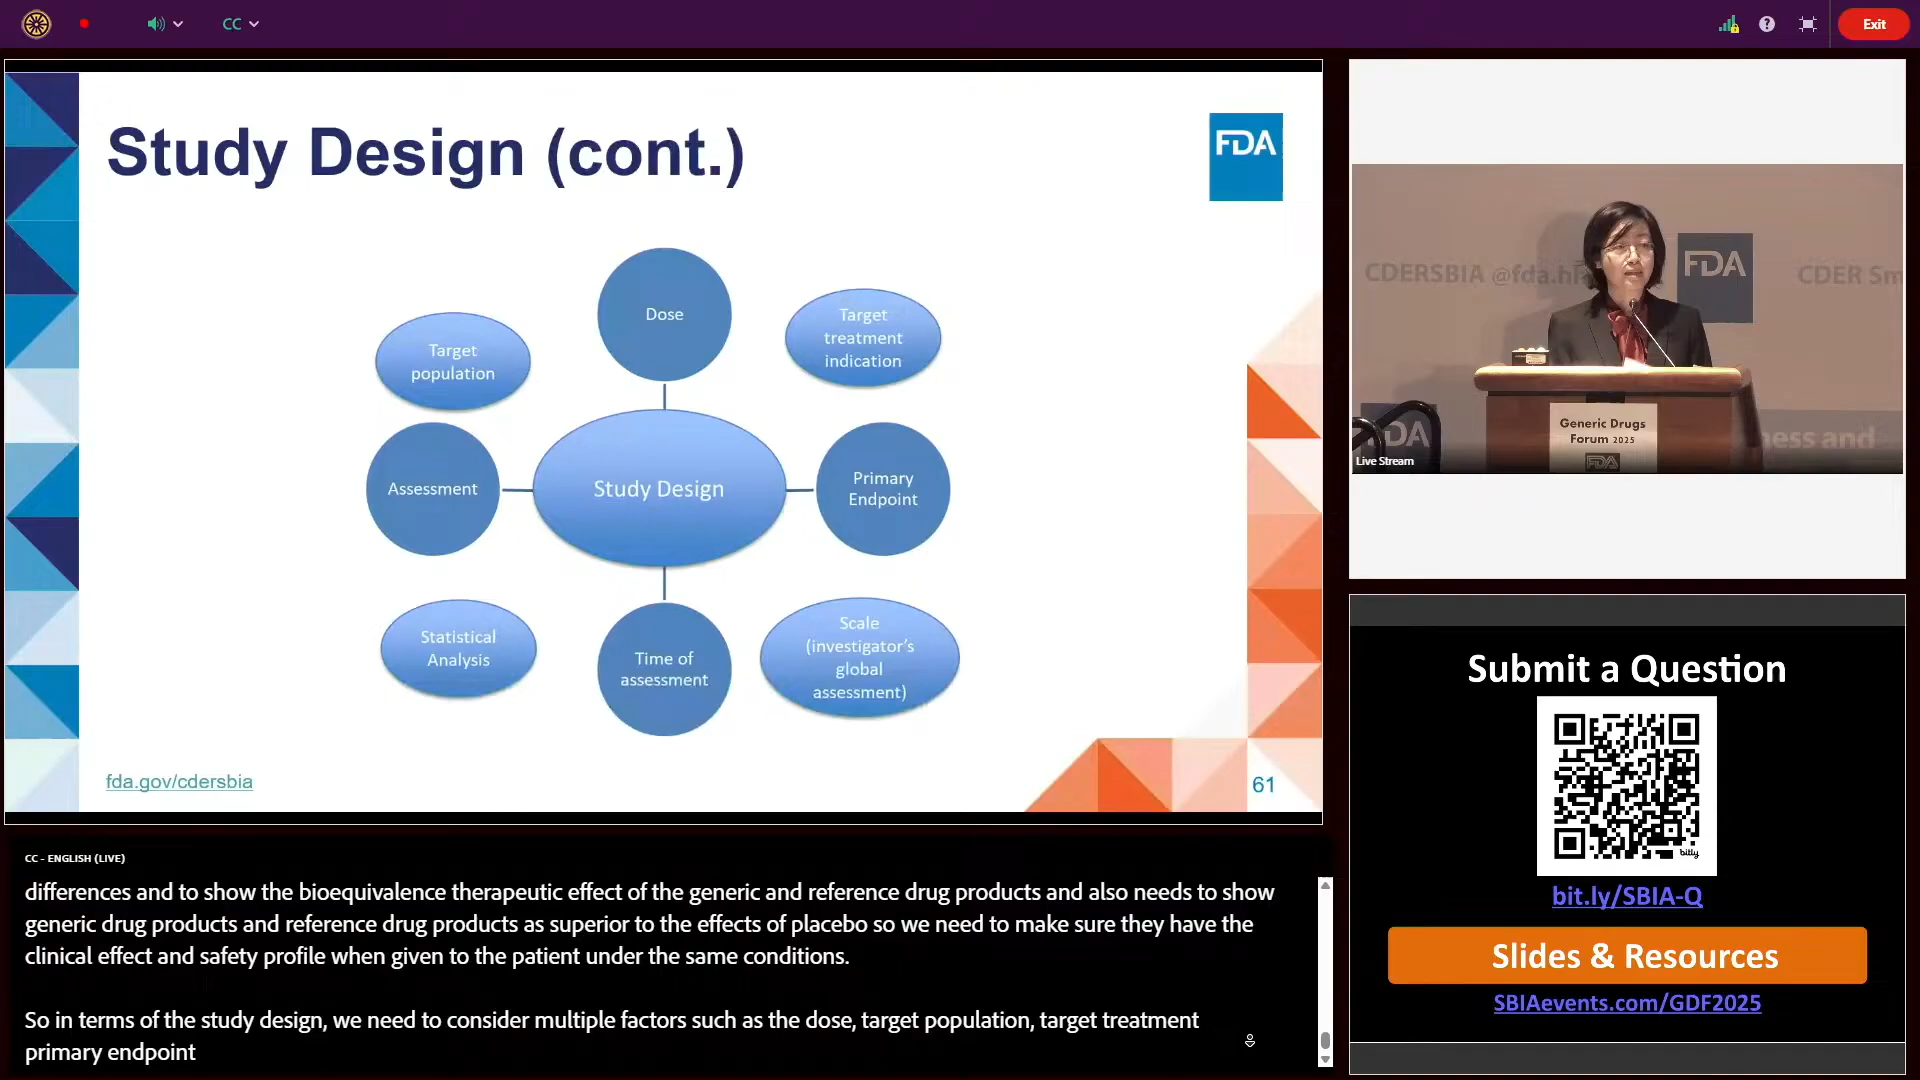 CC
Exit
Study Design (cont.)
FDA
Dose
Target
treatment
indication
Target
population
Assessment
Study Design
Primary
Endpoint
Statistical
Analysis
Time of
assessment
Scale
(investigator's
global
assessment)
fda.gov/cdersbia
61
CDERSBIA @fda.h
FDA
CDER Sm
Generic Drugs
Forum 2025
FDA
DA
ness and
Live Stream
Submit a Question
bitly
bit.ly/SBIA-Q
Slides & Resources
SBIAevents.com/GDF2025
CC - ENGLISH (LIVE)
differences and to show the bioequivalence therapeutic effect of the generic and reference drug products and also needs to show
generic drug products and reference drug products as superior to the effects of placebo so we need to make sure they have the
clinical effect and safety profile when given to the patient under the same conditions.
So in terms of the study design, we need to consider multiple factors such as the dose, target population, target treatment
primary endpoint